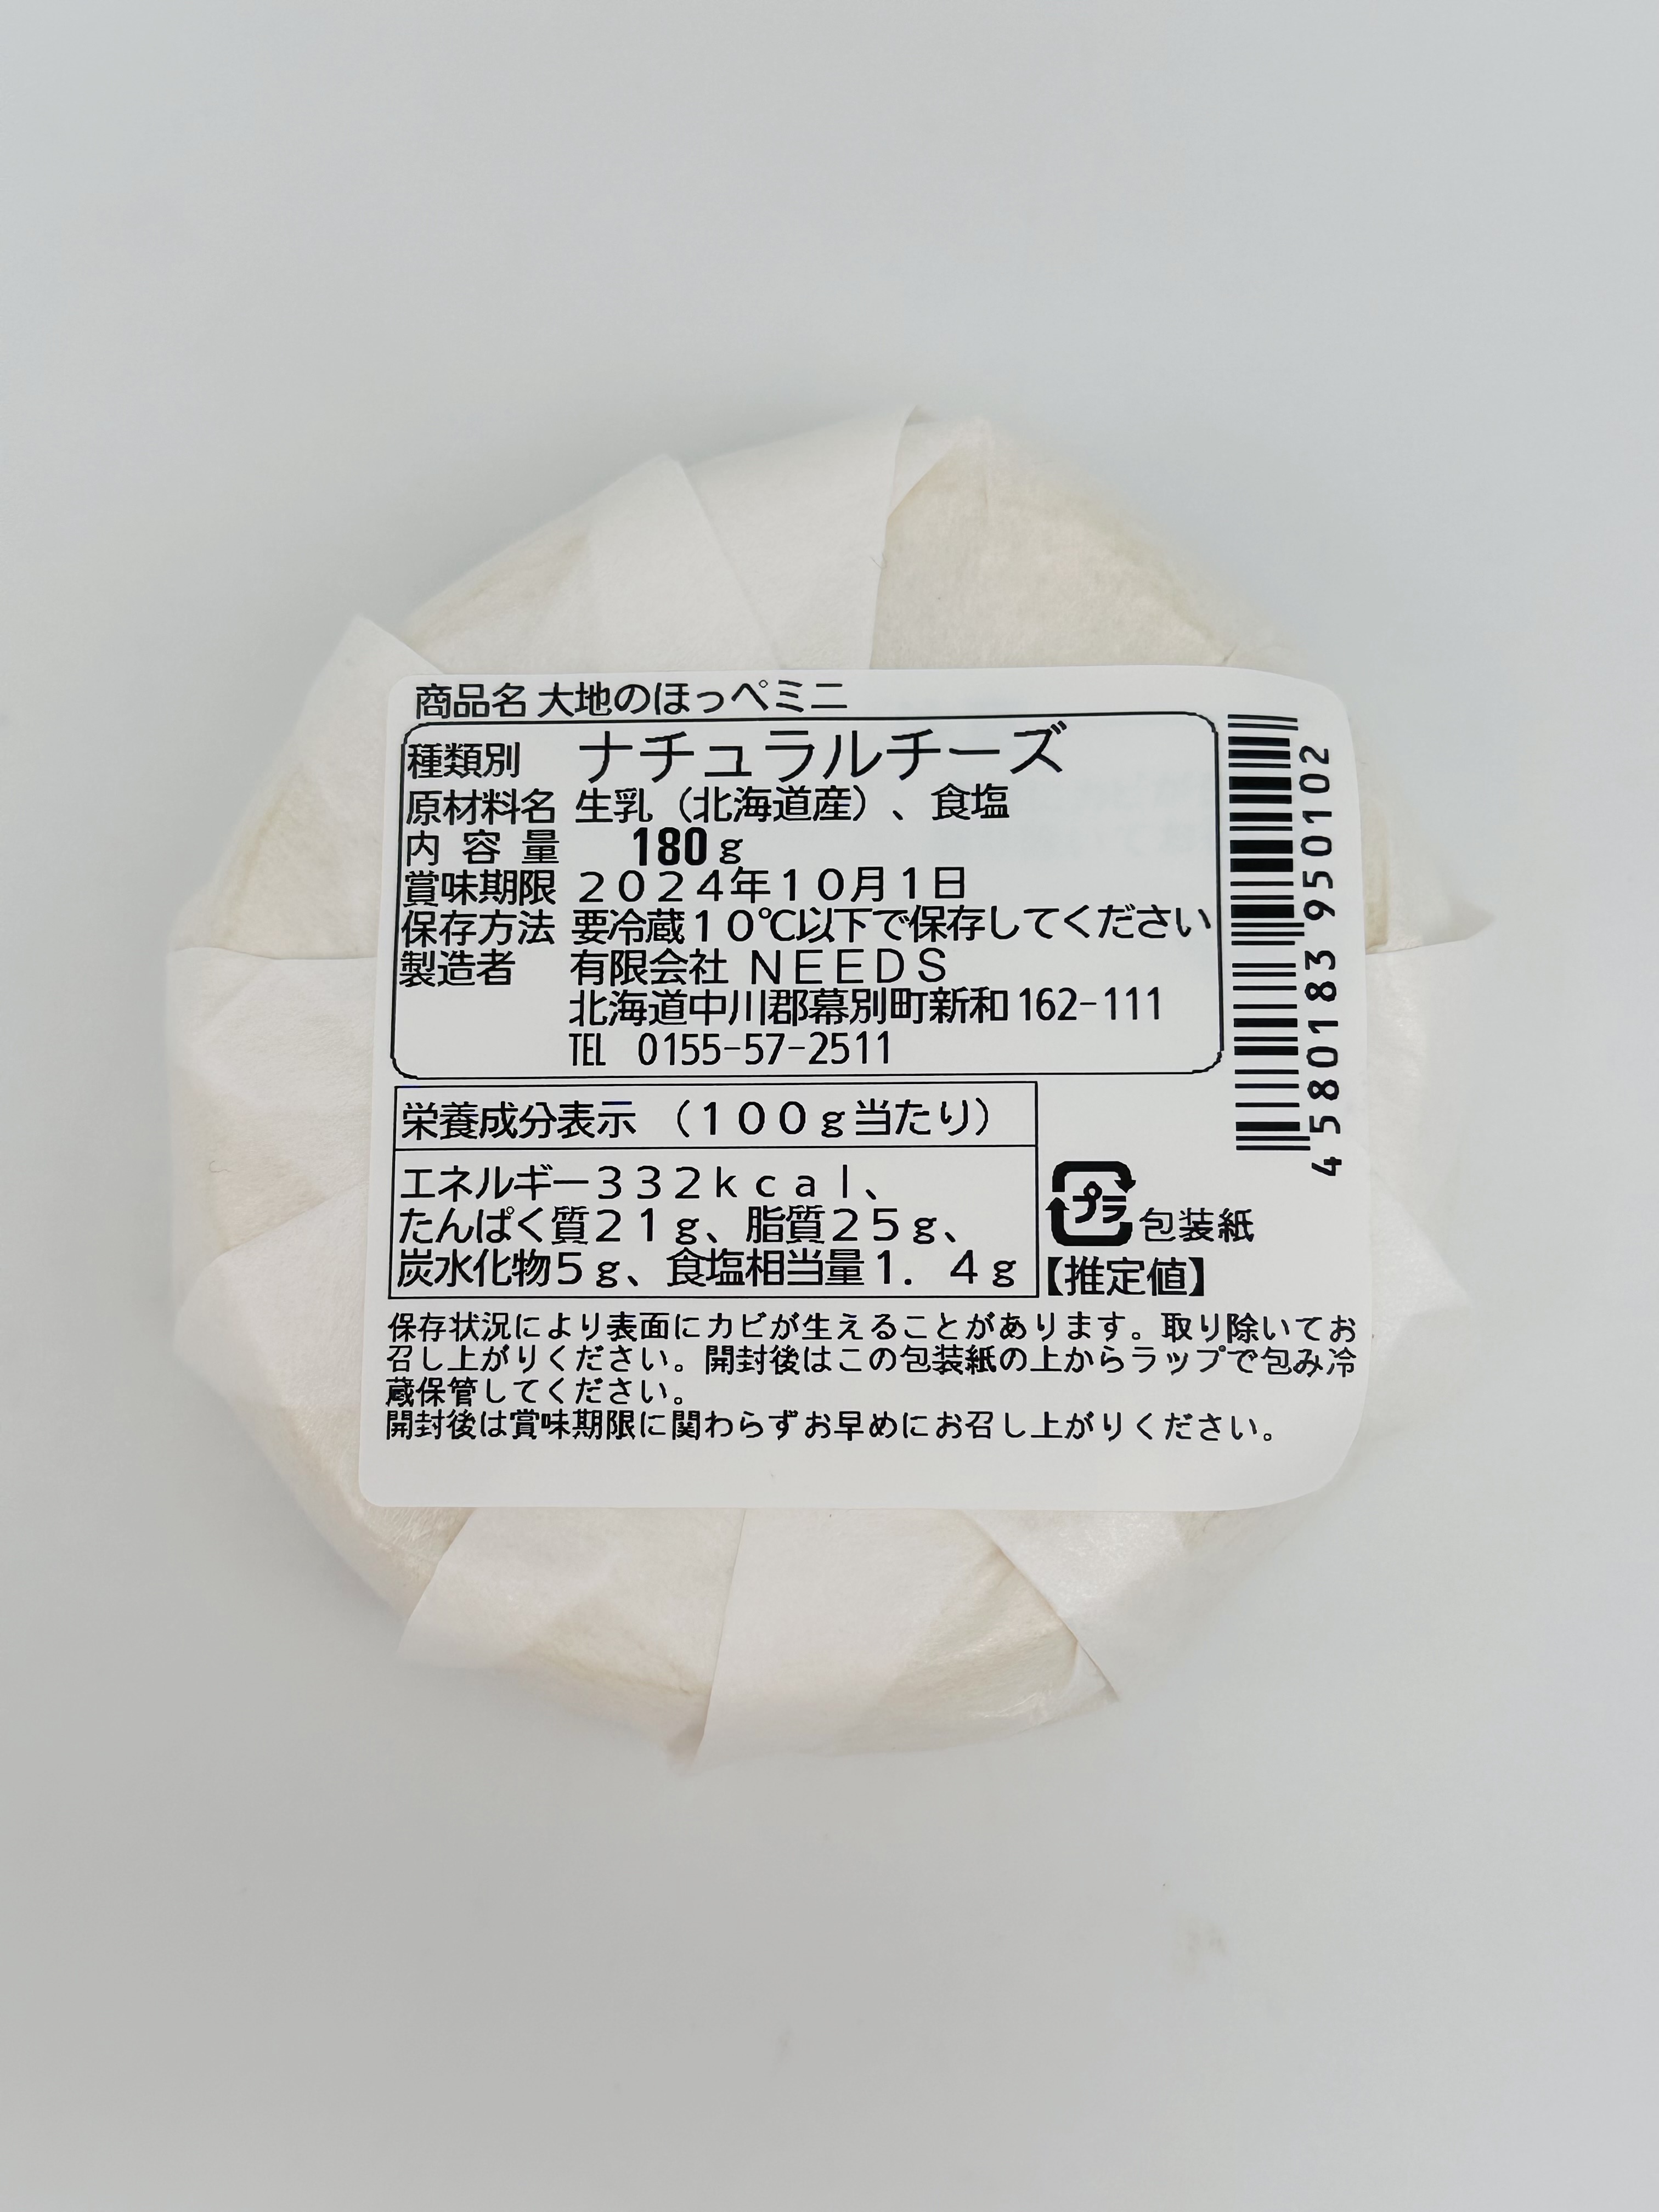 商品名 大地のほっぺミニ
種類別 ナチュラルチーズ
原材料名 生乳（北海道産）、食塩
内容量 180g
賞味期限 ２０２４年１０月１日
保存方法 要冷蔵１０℃以下で保存してください
製造者 有限会社 ＮＥＥＤＳ
北海道中川郡幕別町新和162-111
TEL 0155-57-2511
4580183950102
栄養成分表示（１００ｇ当たり）
エネルギー３３２ｋｃａｌ、
たんぱく質２１ｇ、脂質２５ｇ、
炭水化物５ｇ、食塩相当量１．４ｇ
プラ 包装紙
【推定値】
保存状況により表面にカビが生えることがあります。取り除いてお
召し上がりください。開封後はこの包装紙の上からラップで包み冷
蔵保管してください。
開封後は賞味期限に関わらずお早めにお召し上がりください。